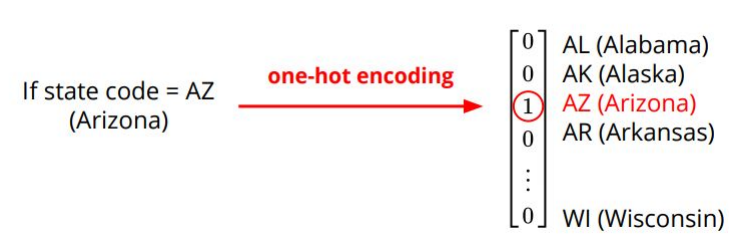 If state code = AZ
(Arizona)
one-hot encoding
0 AL (Alabama)
0 AK (Alaska)
1 AZ (Arizona)
0 AR (Arkansas)
⋮
0 WI (Wisconsin)